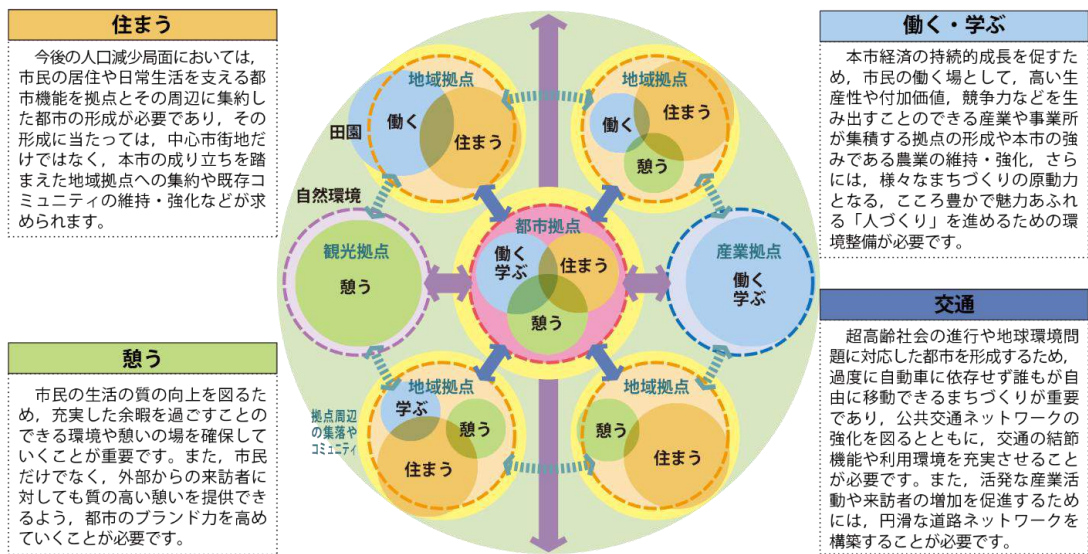 住まう
今後の人口減少局面においては，
市民の居住や日常生活を支える都
市機能を拠点とその周辺に集約し
た都市の形成が必要であり，その
形成に当たっては，中心市街地だ
けではなく，本市の成り立ちを踏
まえた地域拠点への集約や既存コ
ミュニティの維持・強化などが求
められます。
憩う
市民の生活の質の向上を図るた
め，充実した余暇を過ごすことの
できる環境や憩いの場を確保して
いくことが重要です。また，市民
だけでなく，外部からの来訪者に
対しても質の高い憩いを提供でき
るよう，都市のブランド力を高め
ていくことが必要です。
地域拠点
働く
住まう
田園
自然環境
地域拠点
働く
住まう
憩う
観光拠点
憩う
都市拠点
働く
学ぶ
住まう
憩う
産業拠点
働く
学ぶ
地域拠点
学ぶ
憩う
住まう
拠点周辺
の集落や
コミュニティ
地域拠点
憩う
住まう
働く・学ぶ
本市経済の持続的成長を促すた
め，市民の働く場として，高い生
産性や付加価値，競争力などを生
み出すことのできる産業や事業所
が集積する拠点の形成や本市の強
みである農業の維持・強化，さら
には，様々なまちづくりの原動力
となる，こころ豊かで魅力あふれ
る「人づくり」を進めるための環
境整備が必要です。
交通
超高齢社会の進行や地球環境問
題に対応した都市を形成するため，
過度に自動車に依存せず誰もが自
由に移動できるまちづくりが重要
であり，公共交通ネットワークの
強化を図るとともに，交通の結節
機能や利用環境を充実させること
が必要です。また，活発な産業活
動や来訪者の増加を促進するため
には，円滑な道路ネットワークを
構築することが必要です。